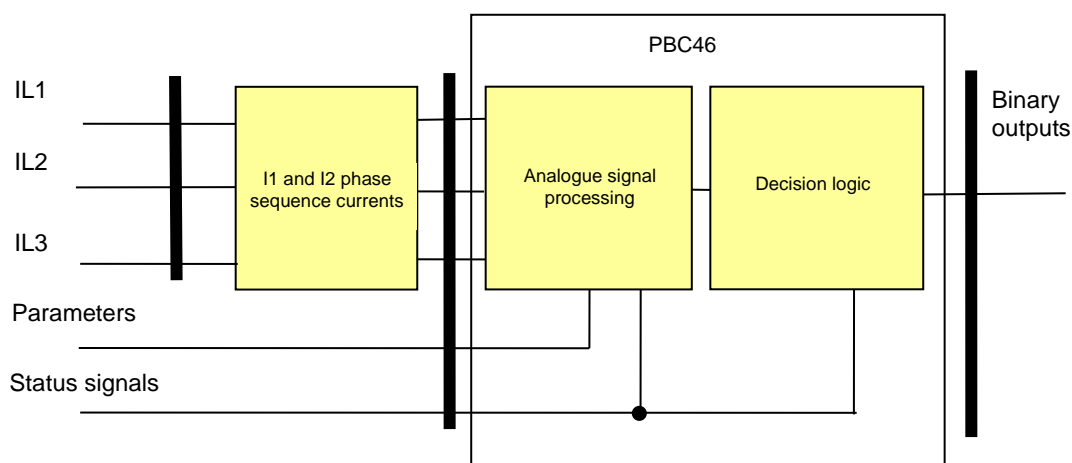 PBC46
IL1
IL2
IL3
I1 and I2 phase
sequence currents
Analogue signal
processing
Decision logic
Binary
outputs
Parameters
Status signals